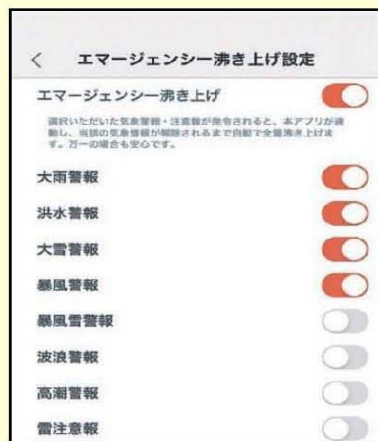 < エマージェンシー沸き上げ設定
エマージェンシー沸き上げ
選択いただいた気象警報・注意報が発令されると、本アプリが連
動し、当該の気象情報が解除されるまで自動で全量沸き上げま
す。万一の場合も安心です。
大雨警報
洪水警報
大雪警報
暴風警報
暴風雪警報
波浪警報
高潮警報
雷注意報